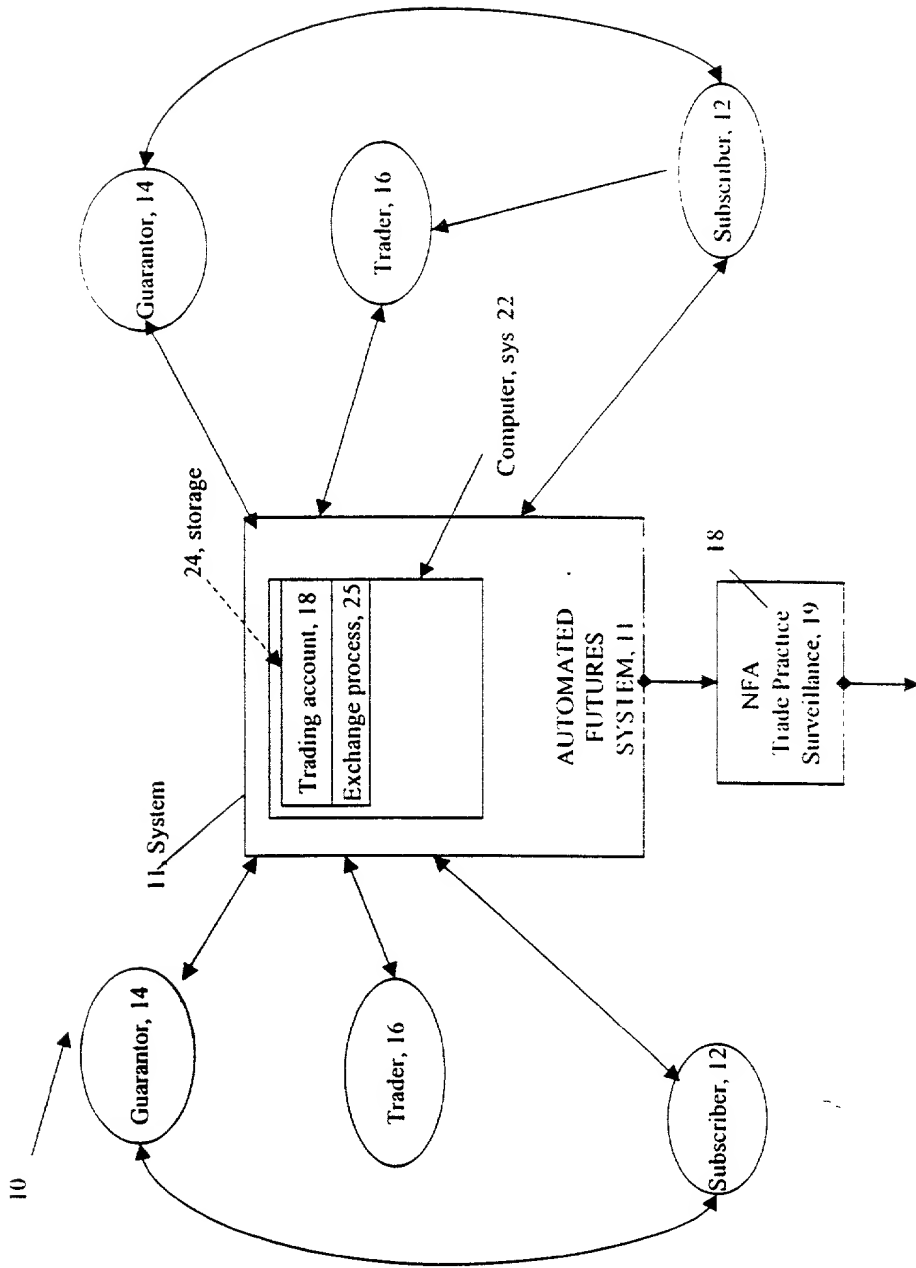 10
Guarantor, 14
Trader, 16
Subscriber, 12
11, System
24, storage
Trading account, 18
Exchange process, 25
Computer, sys 22
AUTOMATED
FUTURES
SYSTEM, 11
18
NFA
Trade Practice
Surveillance, 19
Guarantor, 14
Trader, 16
Subscriber, 12